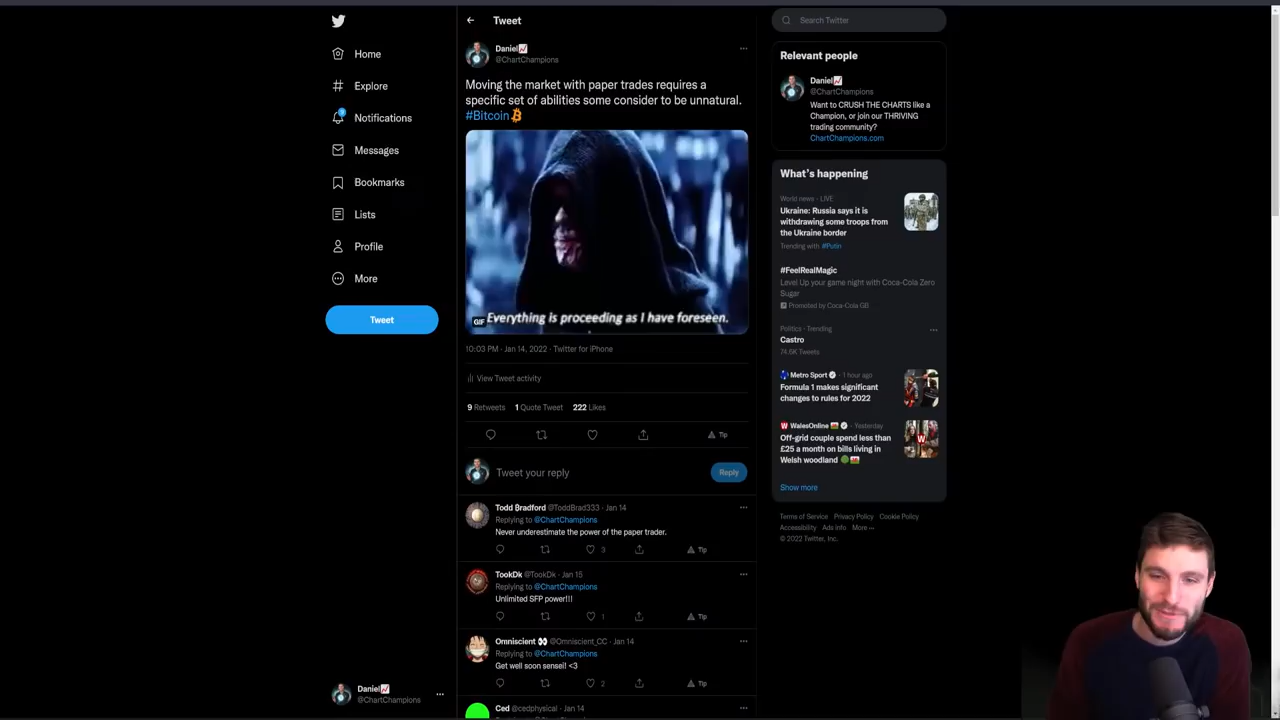 Tweet
Search Twitter
Home
Explore
Notifications
Messages
Bookmarks
Lists
Profile
More
Tweet
Daniel📈
@ChartChampions
Daniel📈
@ChartChampions
Moving the market with paper trades requires a
specific set of abilities some consider to be unnatural.
#Bitcoin
GIF
Everything is proceeding as I have foreseen.
10:03 PM · Jan 14, 2022 · Twitter for iPhone
View Tweet activity
9 Retweets 1 Quote Tweet 222 Likes
Tip
Tweet your reply
Reply
Todd Bradford @ToddBrad333 · Jan 14
Replying to @ChartChampions
Never underestimate the power of the paper trader.
3
Tip
TookDk @TookDk · Jan 15
Replying to @ChartChampions
Unlimited SFP power!!!
1
Tip
Omniscient 👀 @Omniscient_CC · Jan 14
Replying to @ChartChampions
Get well soon sensei! <3
2
Tip
Ced @cedphysical · Jan 14
Relevant people
Daniel📈
@ChartChampions
Want to CRUSH THE CHARTS like a
Champion, or join our THRIVING
trading community?
ChartChampions.com
What's happening
World news · LIVE
Ukraine: Russia says it is
withdrawing some troops from
the Ukraine border
Trending with #Putin
#FeelRealMagic
Level Up your game night with Coca-Cola Zero
Sugar
Promoted by Coca-Cola GB
Politics · Trending
Castro
74.6K Tweets
Metro Sport · 1 hour ago
Formula 1 makes significant
changes to rules for 2022
WalesOnline · Yesterday
Off-grid couple spend less than
£25 a month on bills living in
Welsh woodland
Show more
Terms of Service Privacy Policy Cookie Policy
Accessibility Ads info More ···
© 2022 Twitter, Inc.